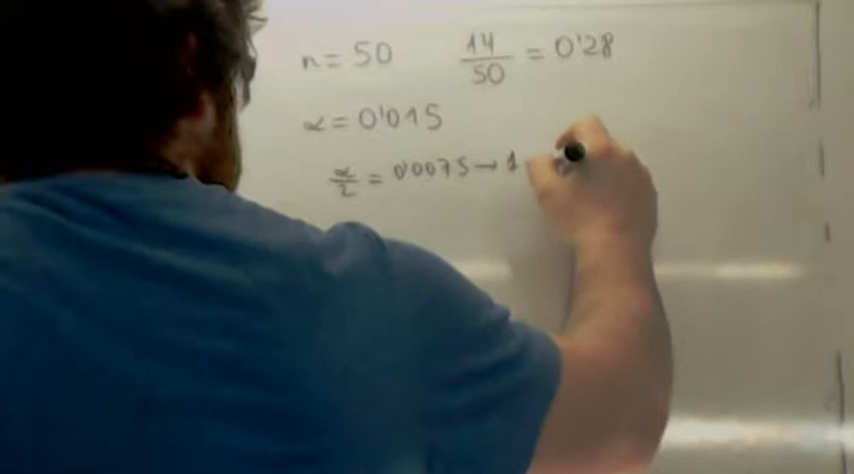 n = 50 14/50 = 0'28
α = 0'015
α/2 = 0'0075 → 1